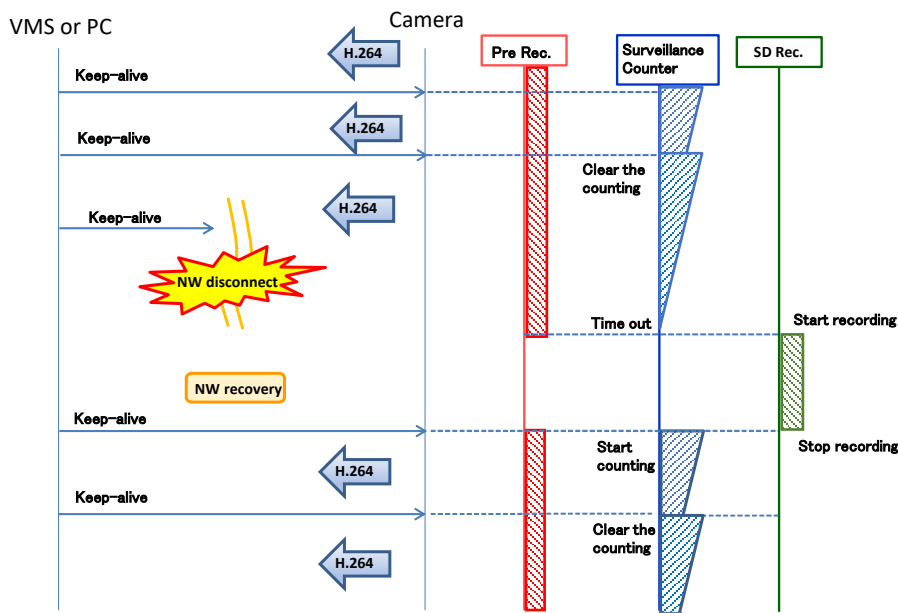 VMS or PC
Camera
Pre Rec.
Surveillance
Counter
SD Rec.
H.264
Keep-alive
H.264
Keep-alive
Clear the
counting
H.264
Keep-alive
NW disconnect
Time out
Start recording
NW recovery
Keep-alive
Start
counting
Stop recording
H.264
Keep-alive
Clear the
counting
H.264